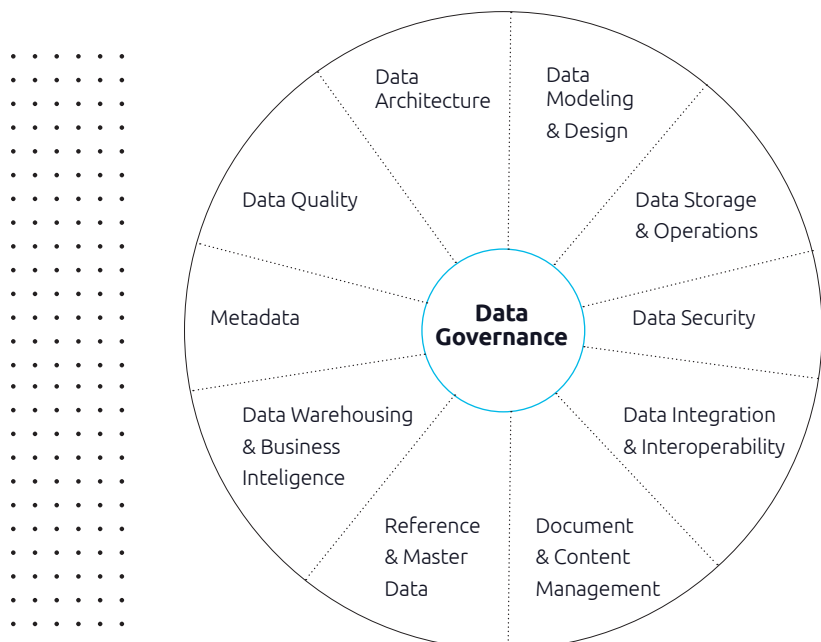 Data
Architecture
Data
Modeling
& Design
Data Storage
& Operations
Data Security
Data Integration
& Interoperability
Document
& Content
Management
Reference
& Master
Data
Data Warehousing
& Business
Inteligence
Metadata
Data Quality
Data
Governance